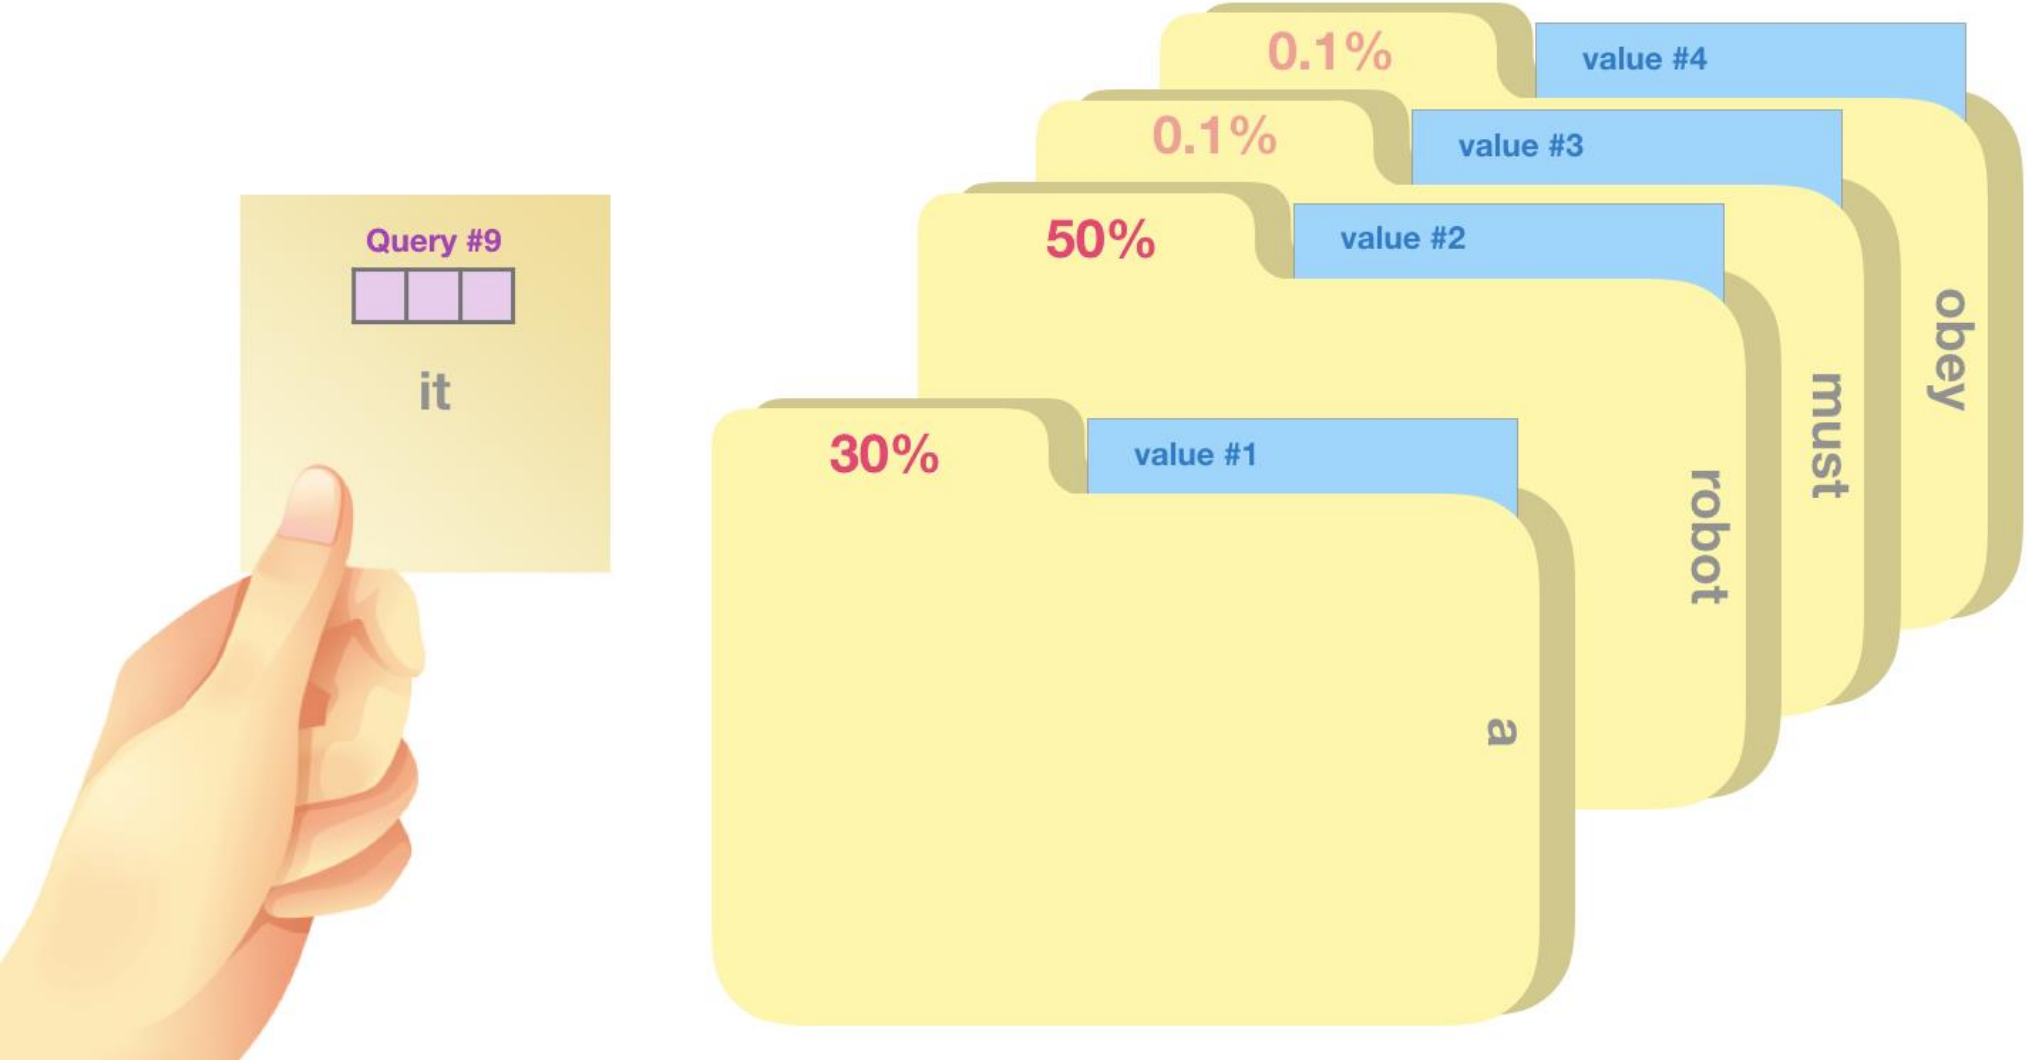 Query #9
it
0.1%
value #4
obey
0.1%
value #3
must
50%
value #2
robot
30%
value #1
a